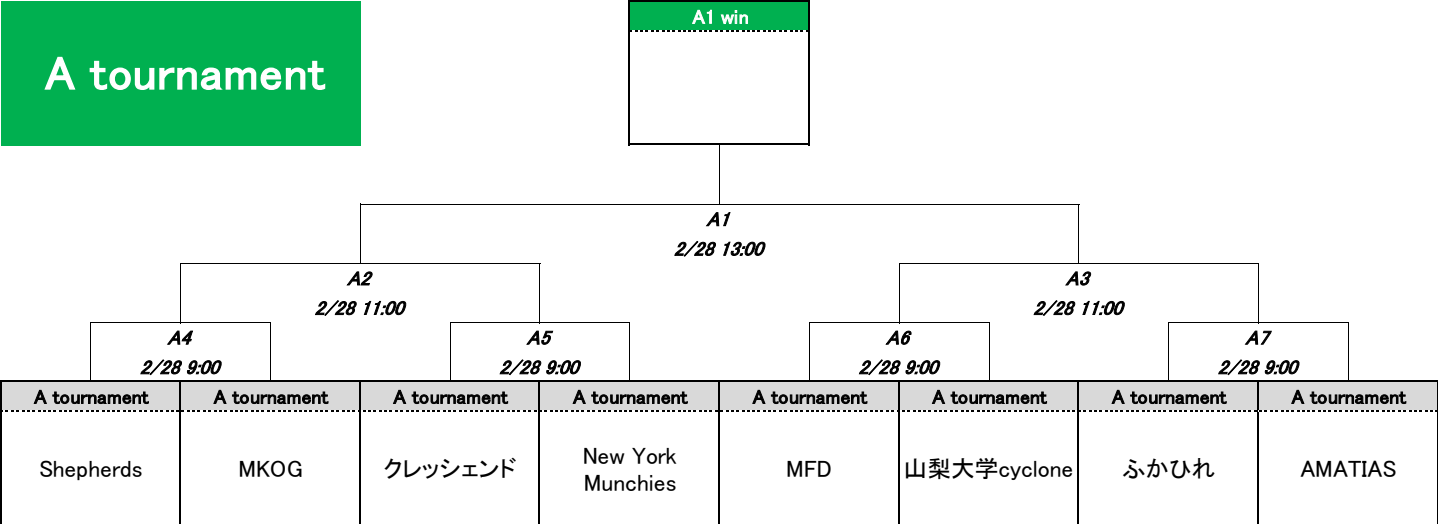 A tournament
A1 win
A1
2/28 13:00
A2
2/28 11:00
A3
2/28 11:00
A4
2/28 9:00
A5
2/28 9:00
A6
2/28 9:00
A7
2/28 9:00
A tournament
A tournament
A tournament
A tournament
A tournament
A tournament
A tournament
A tournament
Shepherds
MKOG
クレッシェンド
New York
Munchies
MFD
山梨大学cyclone
ふかひれ
AMATIAS